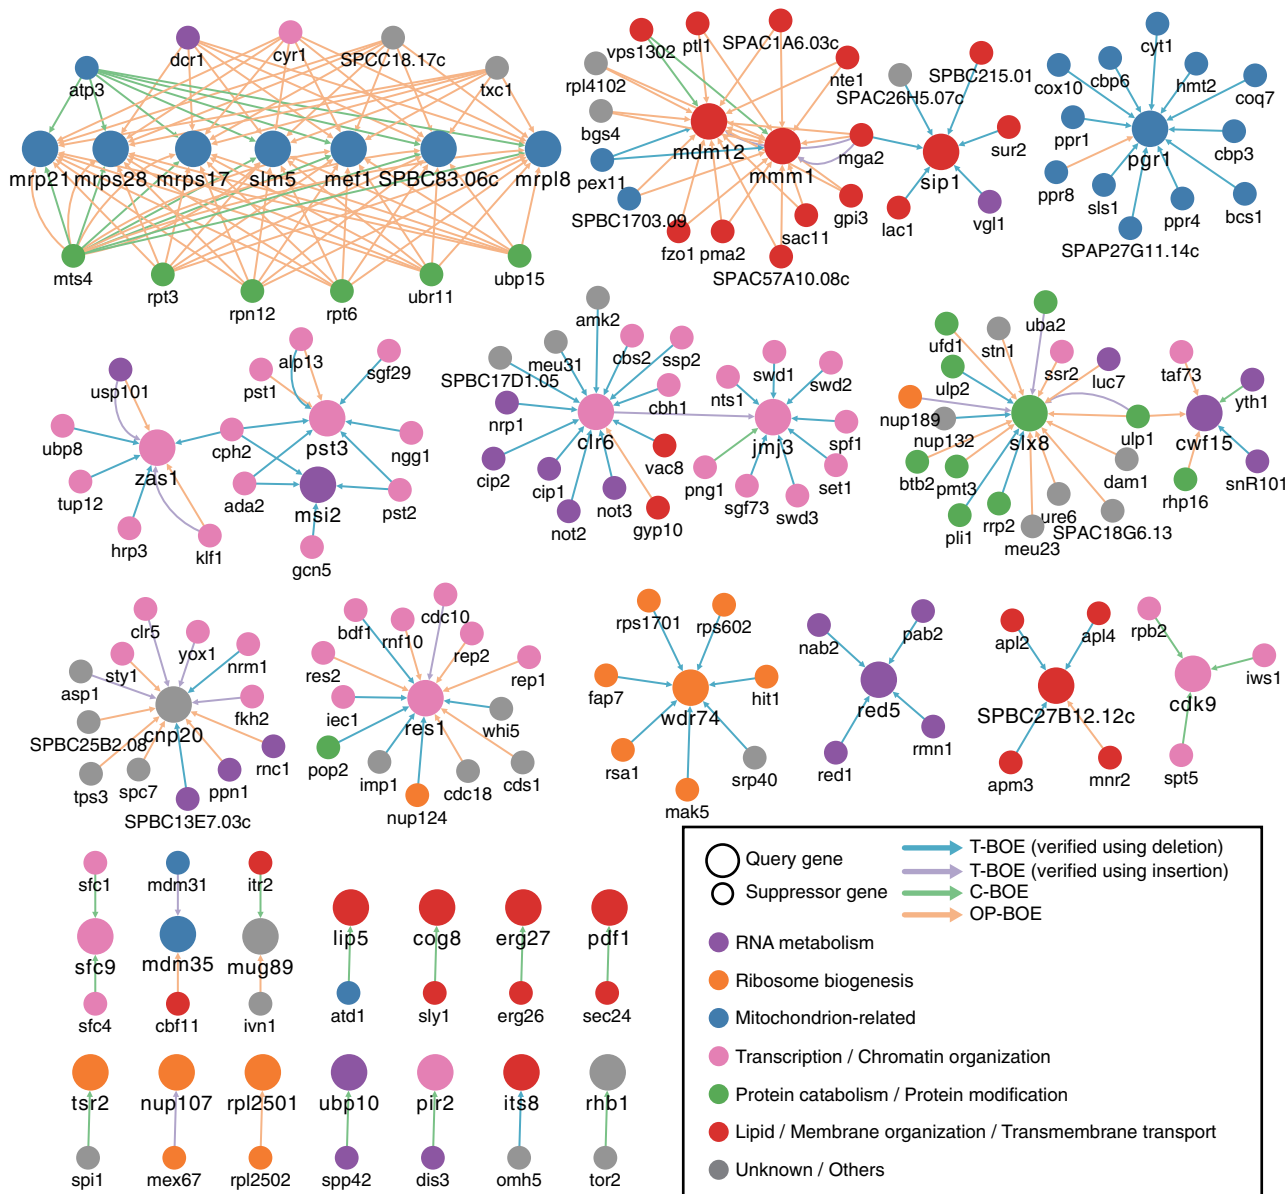 dcr1
cyr1
SPCC18.17c
atp3
txc1
mrp21
mrps28
mrps17
slm5
mef1
SPBC83.06c
mrpl8
mts4
rpt3
rpn12
rpt6
ubr11
ubp15
vps1302
ptl1
SPAC1A6.03c
nte1
rpl4102
bgs4
SPAC26H5.07c
SPBC215.01
mdm12
mmm1
mga2
sip1
sur2
pex11
SPBC1703.09
fzo1
pma2
sac11
gpi3
lac1
vgl1
SPAC57A10.08c
cyt1
cox10
cbp6
hmt2
coq7
ppr1
pgr1
cbp3
ppr8
sls1
ppr4
bcs1
SPAP27G11.14c
usp101
pst1
alp13
sgf29
ubp8
zas1
cph2
pst3
ngg1
tup12
ada2
msi2
pst2
hrp3
klf1
gcn5
amk2
meu31
cbs2
ssp2
SPBC17D1.05
cbh1
nrp1
clr6
vac8
cip2
cip1
not3
not2
gyp10
swd1
swd2
nts1
jmj3
spf1
png1
set1
sgf73
swd3
uba2
ufd1
stn1
ssr2
luc7
taf73
ulp2
yth1
nup189
nup132
slx8
ulp1
cwf15
btb2
pmt3
dam1
rhp16
snR101
pli1
rrp2
ure6
meu23
SPAC18G6.13
clr5
yox1
nrm1
sty1
asp1
fkh2
SPBC25B2.08
cnp20
rnc1
tps3
spc7
ppn1
SPBC13E7.03c
cdc10
bdf1
rnf10
rep2
res2
rep1
iec1
res1
whi5
pop2
imp1
cdc18
cds1
nup124
rps1701
rps602
fap7
wdr74
hit1
rsa1
srp40
mak5
nab2
pab2
red5
red1
rmn1
apl2
apl4
SPBC27B12.12c
apm3
mnr2
rpb2
iws1
cdk9
spt5
sfc1
mdm31
itr2
sfc9
mdm35
mug89
lip5
cog8
erg27
pdf1
sfc4
cbf11
ivn1
atd1
sly1
erg26
sec24
tsr2
nup107
rpl2501
ubp10
pir2
its8
rhb1
spi1
mex67
rpl2502
spp42
dis3
omh5
tor2
Query gene
Suppressor gene
T-BOE (verified using deletion)
T-BOE (verified using insertion)
C-BOE
OP-BOE
RNA metabolism
Ribosome biogenesis
Mitochondrion-related
Transcription / Chromatin organization
Protein catabolism / Protein modification
Lipid / Membrane organization / Transmembrane transport
Unknown / Others